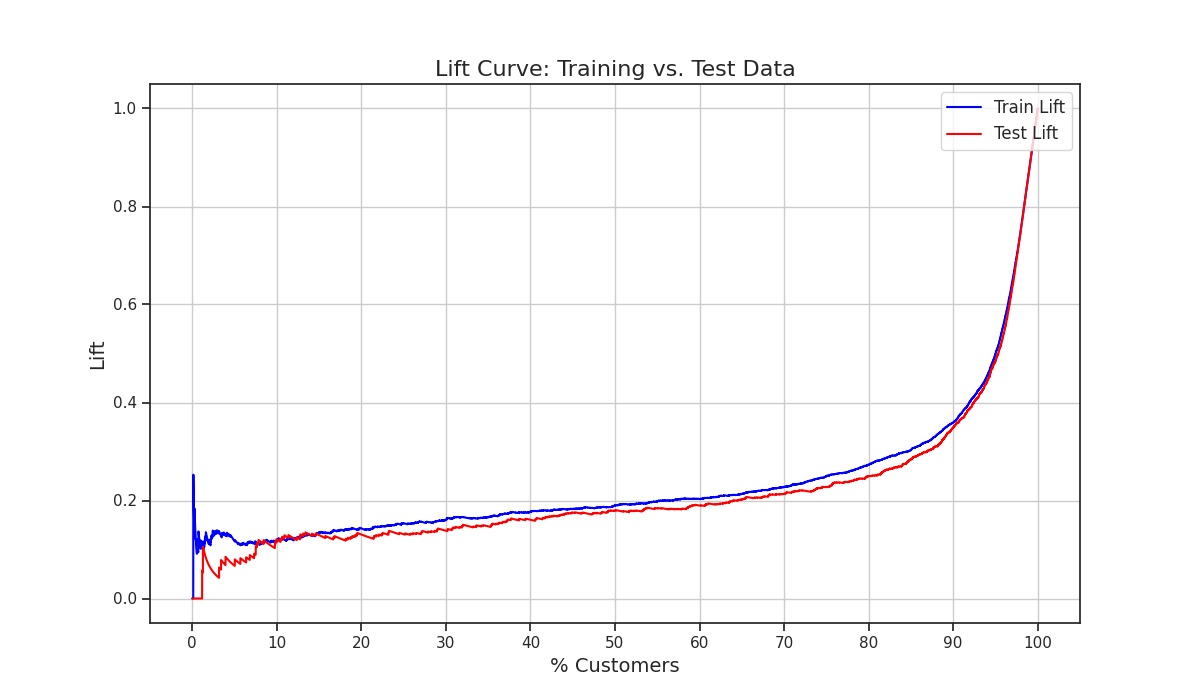 Lift Curve: Training vs. Test Data
Train Lift
Test Lift
Lift
1.0
0.8
0.6
0.4
0.2
0.0
0 10 20 30 40 50 60 70 80 90 100
% Customers